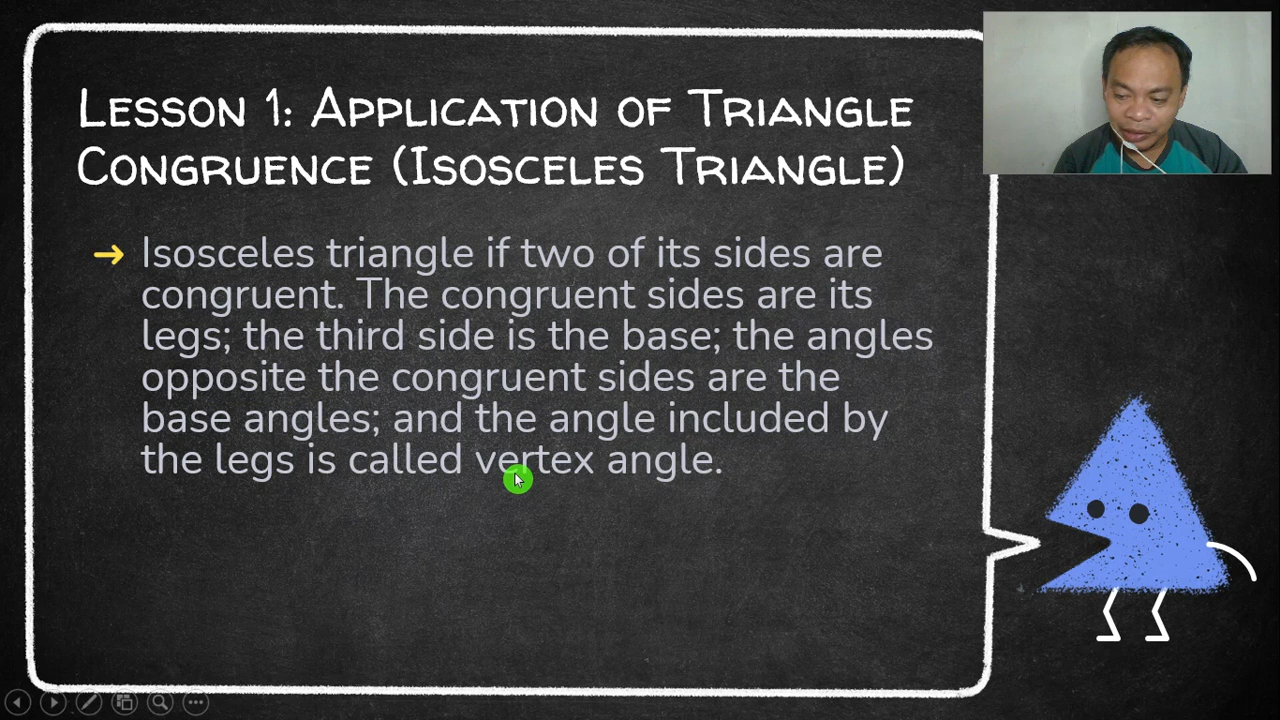 Lesson 1: Application of Triangle
Congruence (Isosceles Triangle)
➜ Isosceles triangle if two of its sides are
congruent. The congruent sides are its
legs; the third side is the base; the angles
opposite the congruent sides are the
base angles; and the angle included by
the legs is called vertex angle.